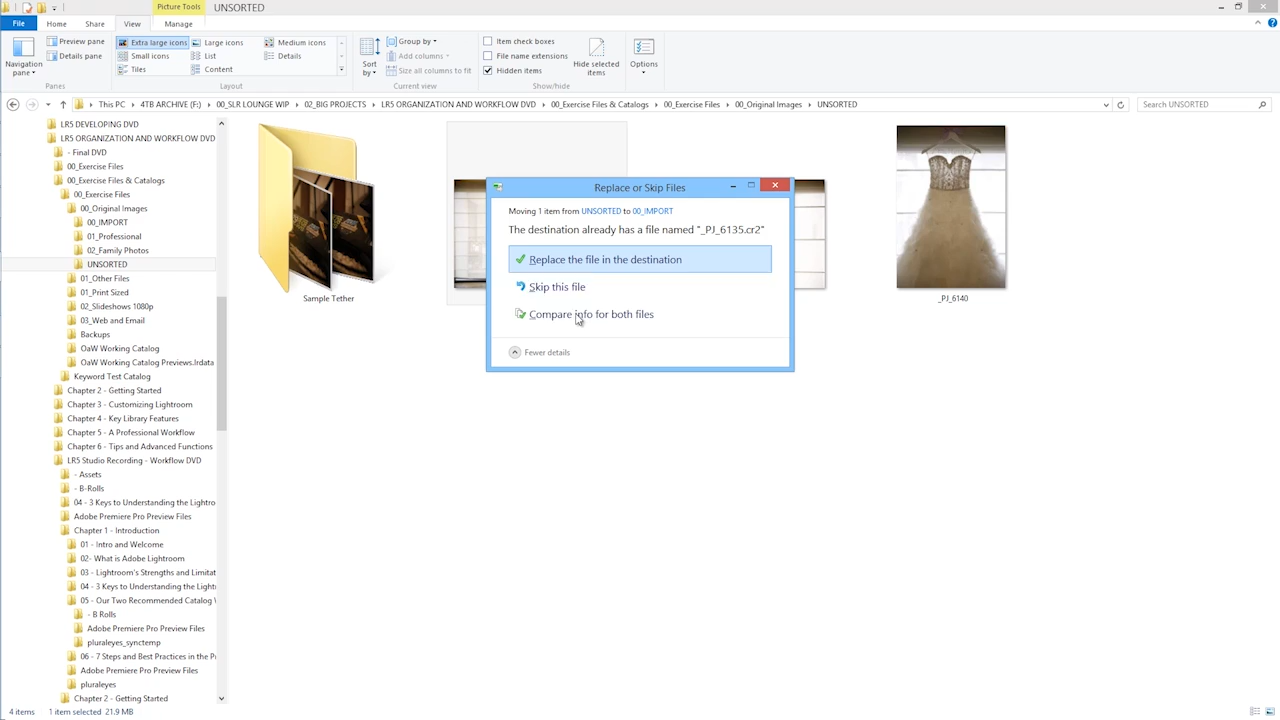 Picture Tools
UNSORTED
File
Home
Share
View
Manage
Navigation pane
Preview pane
Details pane
Extra large icons
Large icons
Medium icons
Small icons
List
Details
Tiles
Content
Sort by
Group by
Add columns
Size all columns to fit
Item check boxes
File name extensions
Hidden items
Hide selected items
Options
Panes
Layout
Current view
Show/hide
This PC
4TB ARCHIVE (F:)
00_SLR LOUNGE WIP
02_BIG PROJECTS
LR5 ORGANIZATION AND WORKFLOW DVD
00_Exercise Files & Catalogs
00_Exercise Files
00_Original Images
UNSORTED
Search UNSORTED
LR5 DEVELOPING DVD
LR5 ORGANIZATION AND WORKFLOW DVD
- Final DVD
00_Exercise Files
00_Exercise Files & Catalogs
00_Exercise Files
00_Original Images
00_IMPORT
01_Professional
02_Family Photos
UNSORTED
01_Other Files
01_Print Sized
02_Slideshows 1080p
03_Web and Email
Backups
OaW Working Catalog
OaW Working Catalog Previews.lrdata
Keyword Test Catalog
Chapter 2 - Getting Started
Chapter 3 - Customizing Lightroom
Chapter 4 - Key Library Features
Chapter 5 - A Professional Workflow
Chapter 6 - Tips and Advanced Functions
LR5 Studio Recording - Workflow DVD
- Assets
- B-Rolls
04 - 3 Keys to Understanding the Lightro
Adobe Premiere Pro Preview Files
Chapter 1 - Introduction
01 - Intro and Welcome
02- What is Adobe Lightroom
03 - Lightroom's Strengths and Limitat
04 - 3 Keys to Understanding the Lightr
05 - Our Two Recommended Catalog
- B Rolls
Adobe Premiere Pro Preview Files
pluraleyes_synctemp
06 - 7 Steps and Best Practices in the P
Adobe Premiere Pro Preview Files
pluraleyes
Chapter 2 - Getting Started
Sample Tether
_PJ_6140
Replace or Skip Files
Moving 1 item from UNSORTED to 00_IMPORT
The destination already has a file named "_PJ_6135.cr2"
Replace the file in the destination
Skip this file
Compare info for both files
Fewer details
4 items
1 item selected 21.9 MB